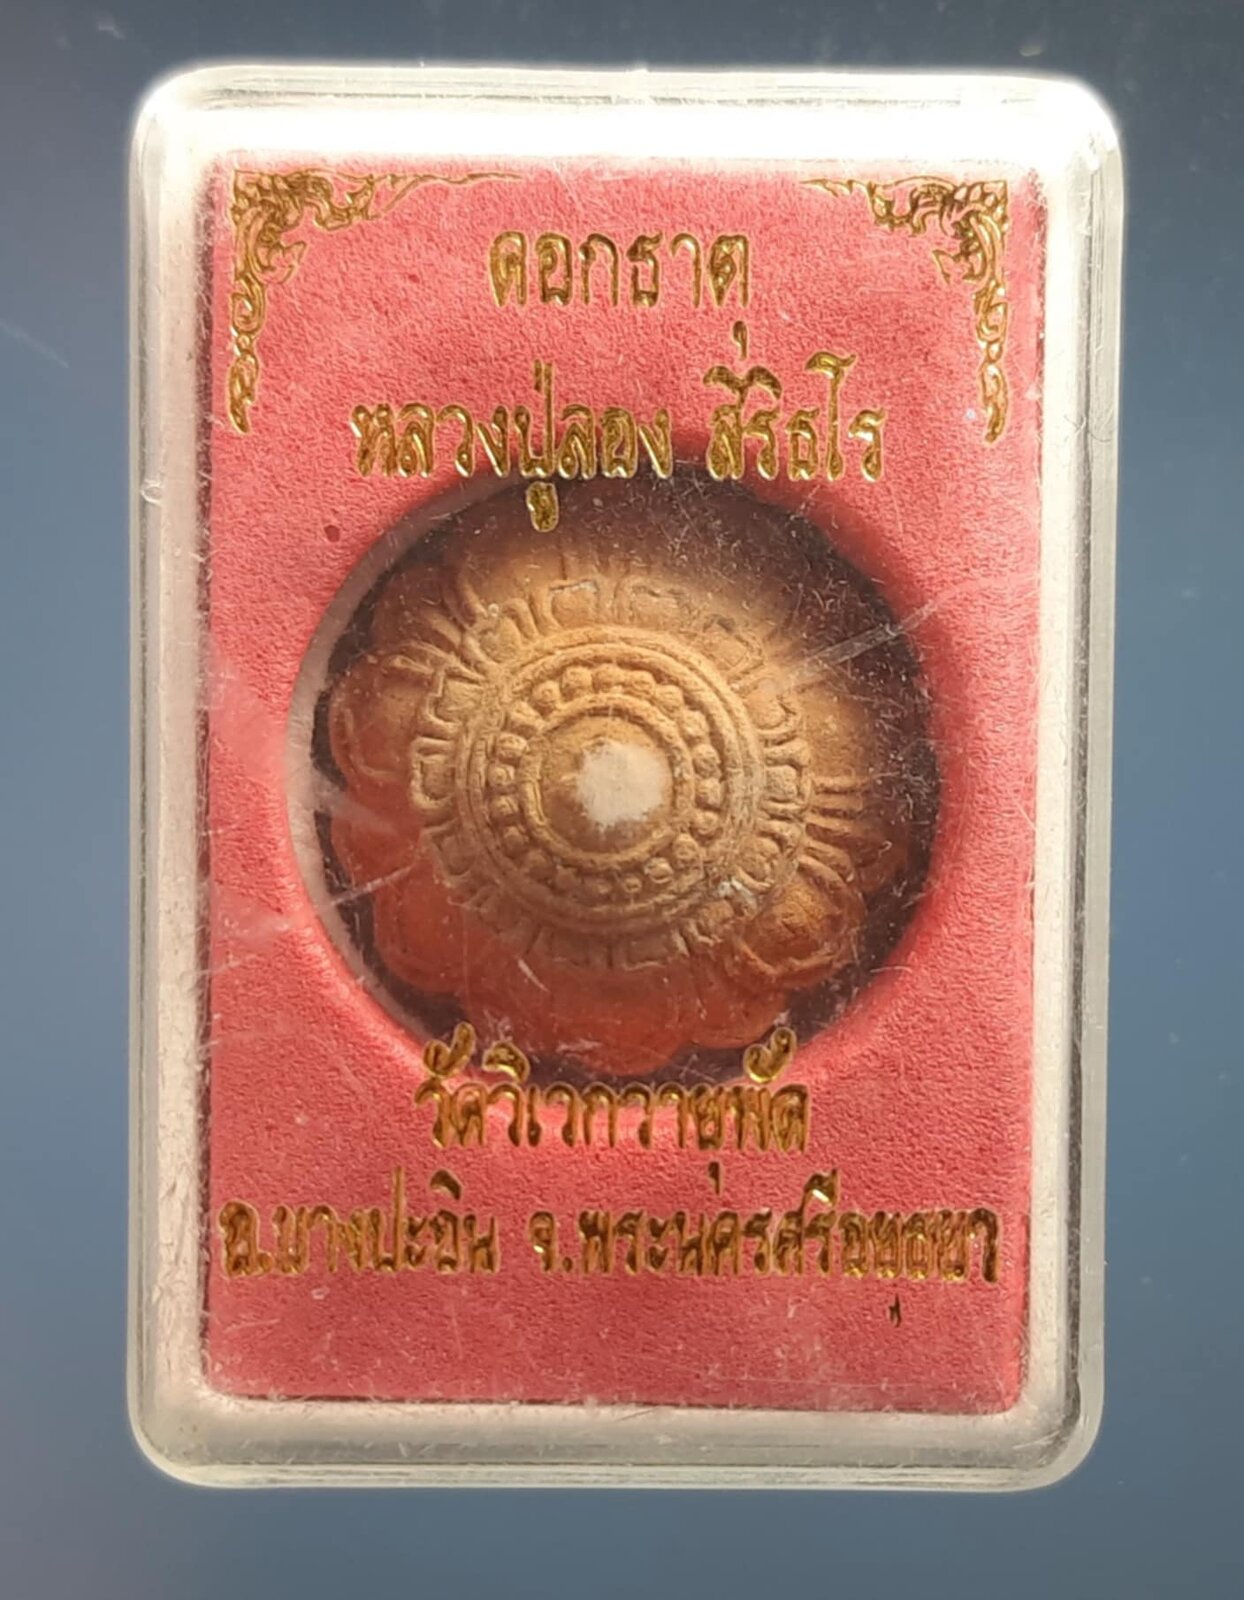 ดอกธาตุ
หลวงปู่ลอง สิริธโร
วัดวิเวกวายุพัด
อ.บางปะอิน จ.พระนครศรีอยุธยา